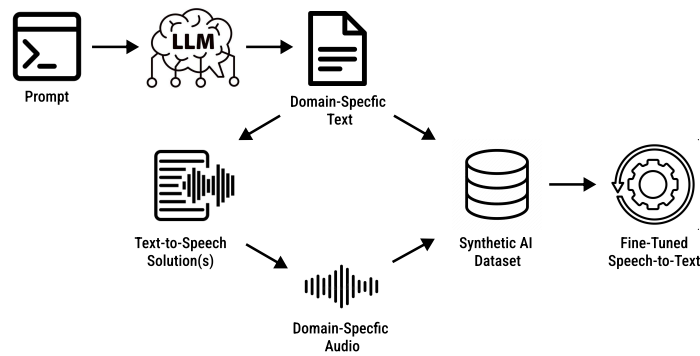 LLM
Prompt
Domain-Specfic
Text
Text-to-Speech
Solution(s)
Synthetic AI
Dataset
Fine-Tuned
Speech-to-Text
Domain-Specfic
Audio